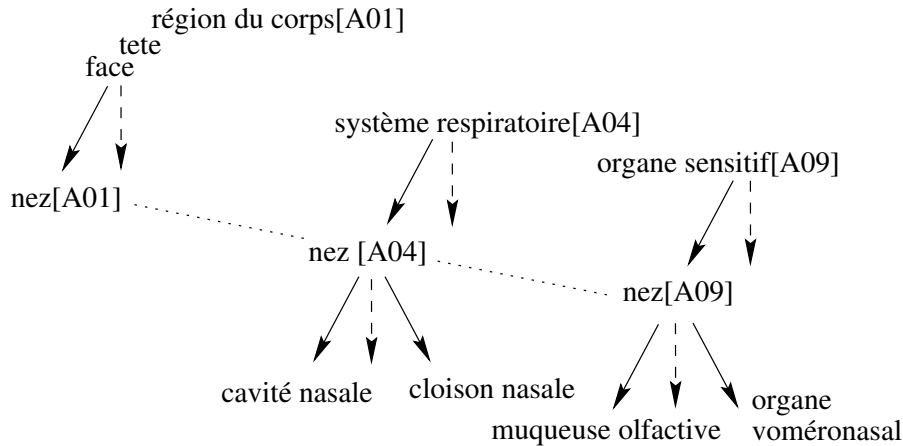 région du corps[A01]
tete
face
système respiratoire[A04]
organe sensitif[A09]
nez[A01]
nez [A04]
nez[A09]
cavité nasale
cloison nasale
muqueuse olfactive
organe
voméronasal